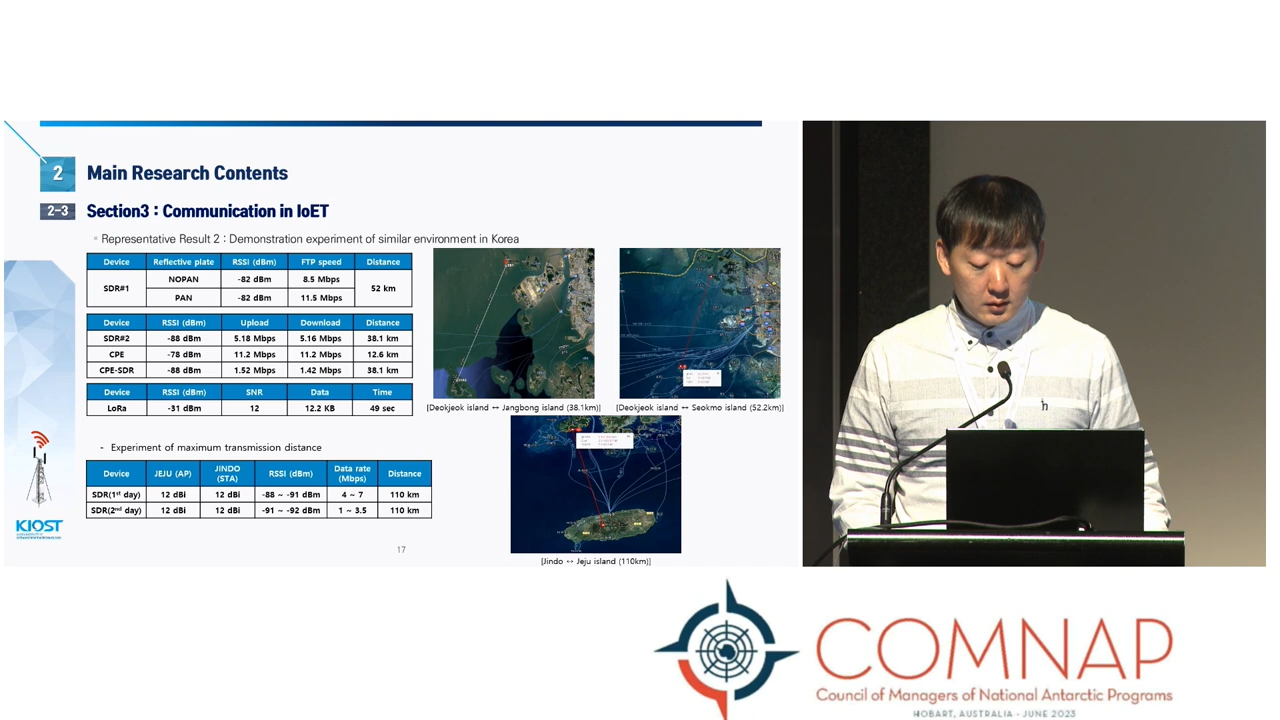 2 Main Research Contents
2-3 Section3 : Communication in IoET
Representative Result 2 : Demonstration experiment of similar environment in Korea
Device Reflective plate RSSI (dBm) FTP speed Distance
SDR#1 NOPAN -82 dBm 8.5 Mbps 52 km
PAN -82 dBm 11.5 Mbps
Device RSSI (dBm) Upload Download Distance
SDR#2 -88 dBm 5.18 Mbps 5.16 Mbps 38.1 km
CPE -78 dBm 11.2 Mbps 11.2 Mbps 12.6 km
CPE-SDR -88 dBm 1.52 Mbps 1.42 Mbps 38.1 km
Device RSSI (dBm) SNR Data Time
LoRa -31 dBm 12 12.2 KB 49 sec
[Deokjeok island ↔ Jangbong island (38.1km)]
[Deokjeok island ↔ Seokmo island (52.2km)]
- Experiment of maximum transmission distance
Device JEJU (AP) JINDO (STA) RSSI (dBm) Data rate (Mbps) Distance
SDR(1st day) 12 dBi 12 dBi -88 ~ -91 dBm 4 ~ 7 110 km
SDR(2nd day) 12 dBi 12 dBi -91 ~ -92 dBm 1 ~ 3.5 110 km
[Jindo ↔ Jeju island (110km)]
KIOST
17
COMNAP
Council of Managers of National Antarctic Programs
HOBART, AUSTRALIA - JUNE 2023